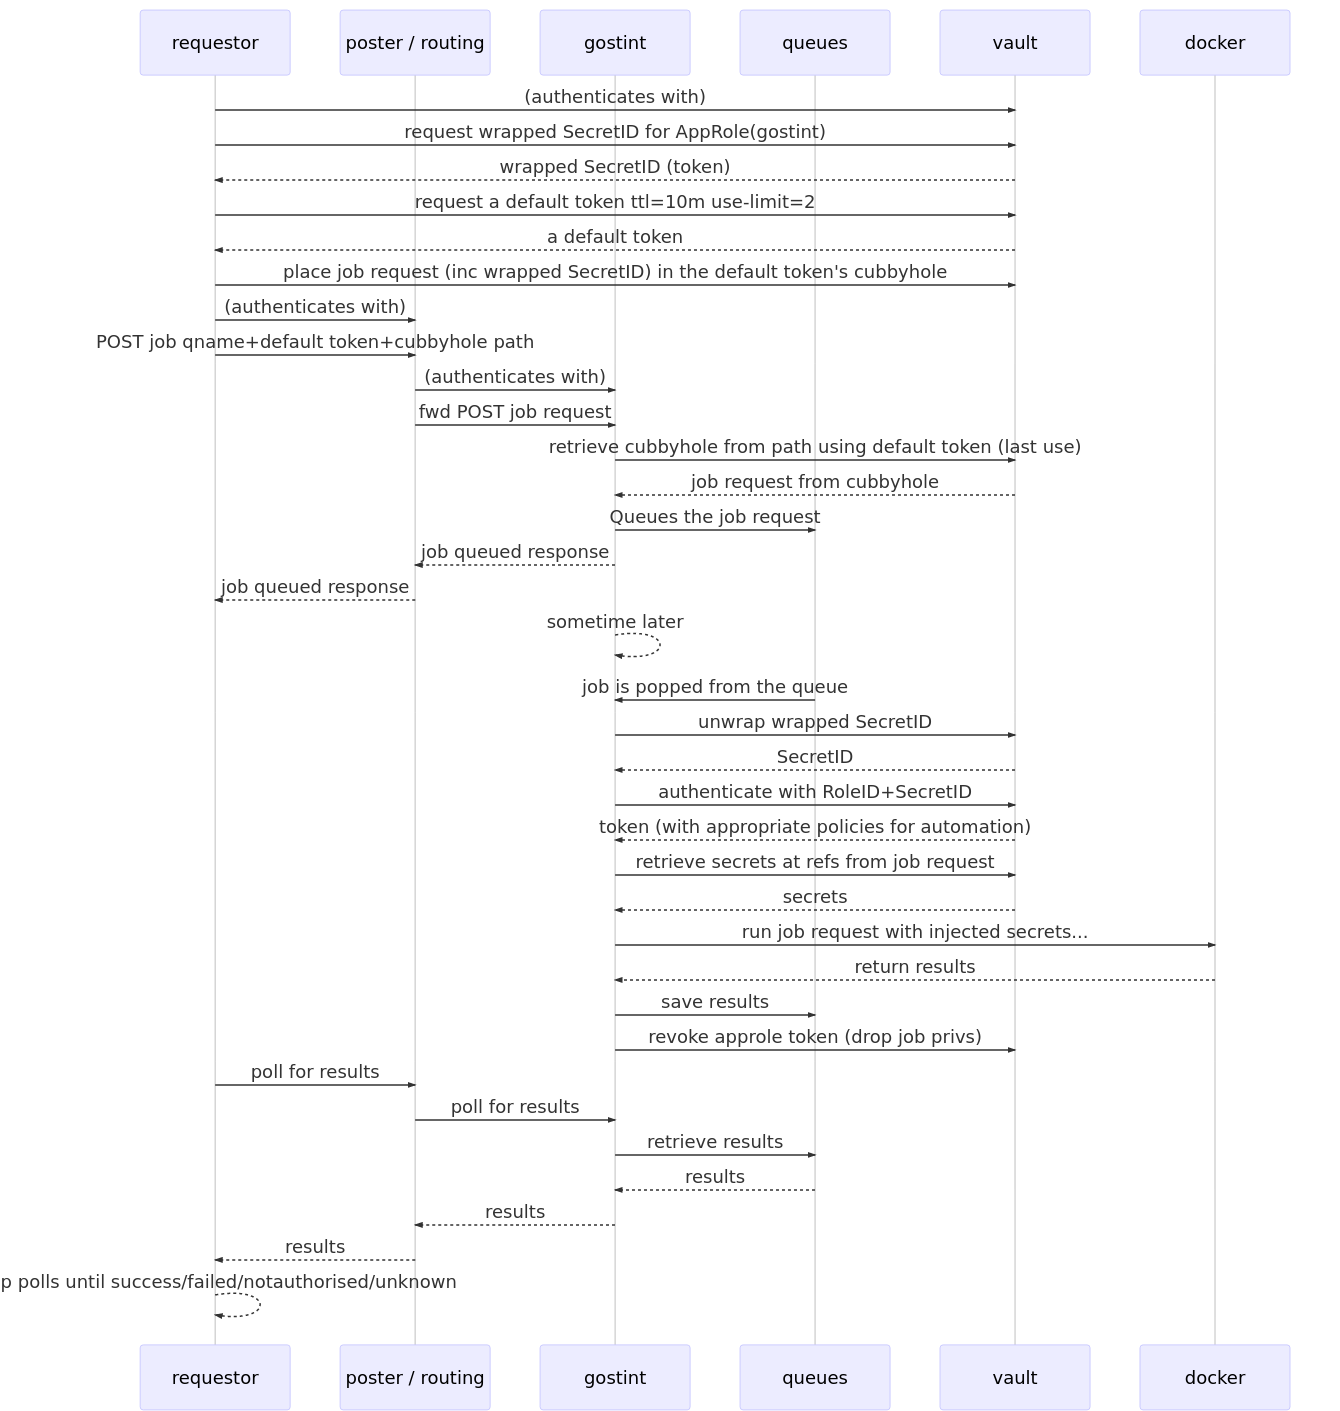 requestor
poster / routing
gostint
queues
vault
docker
(authenticates with)
request wrapped SecretID for AppRole(gostint)
wrapped SecretID (token)
request a default token ttl=10m use-limit=2
a default token
place job request (inc wrapped SecretID) in the default token's cubbyhole
(authenticates with)
POST job qname+default token+cubbyhole path
(authenticates with)
fwd POST job request
retrieve cubbyhole from path using default token (last use)
job request from cubbyhole
Queues the job request
job queued response
job queued response
sometime later
job is popped from the queue
unwrap wrapped SecretID
SecretID
authenticate with RoleID+SecretID
token (with appropriate policies for automation)
retrieve secrets at refs from job request
secrets
run job request with injected secrets...
return results
save results
revoke approle token (drop job privs)
poll for results
poll for results
retrieve results
results
results
results
p polls until success/failed/notauthorised/unknown
requestor
poster / routing
gostint
queues
vault
docker